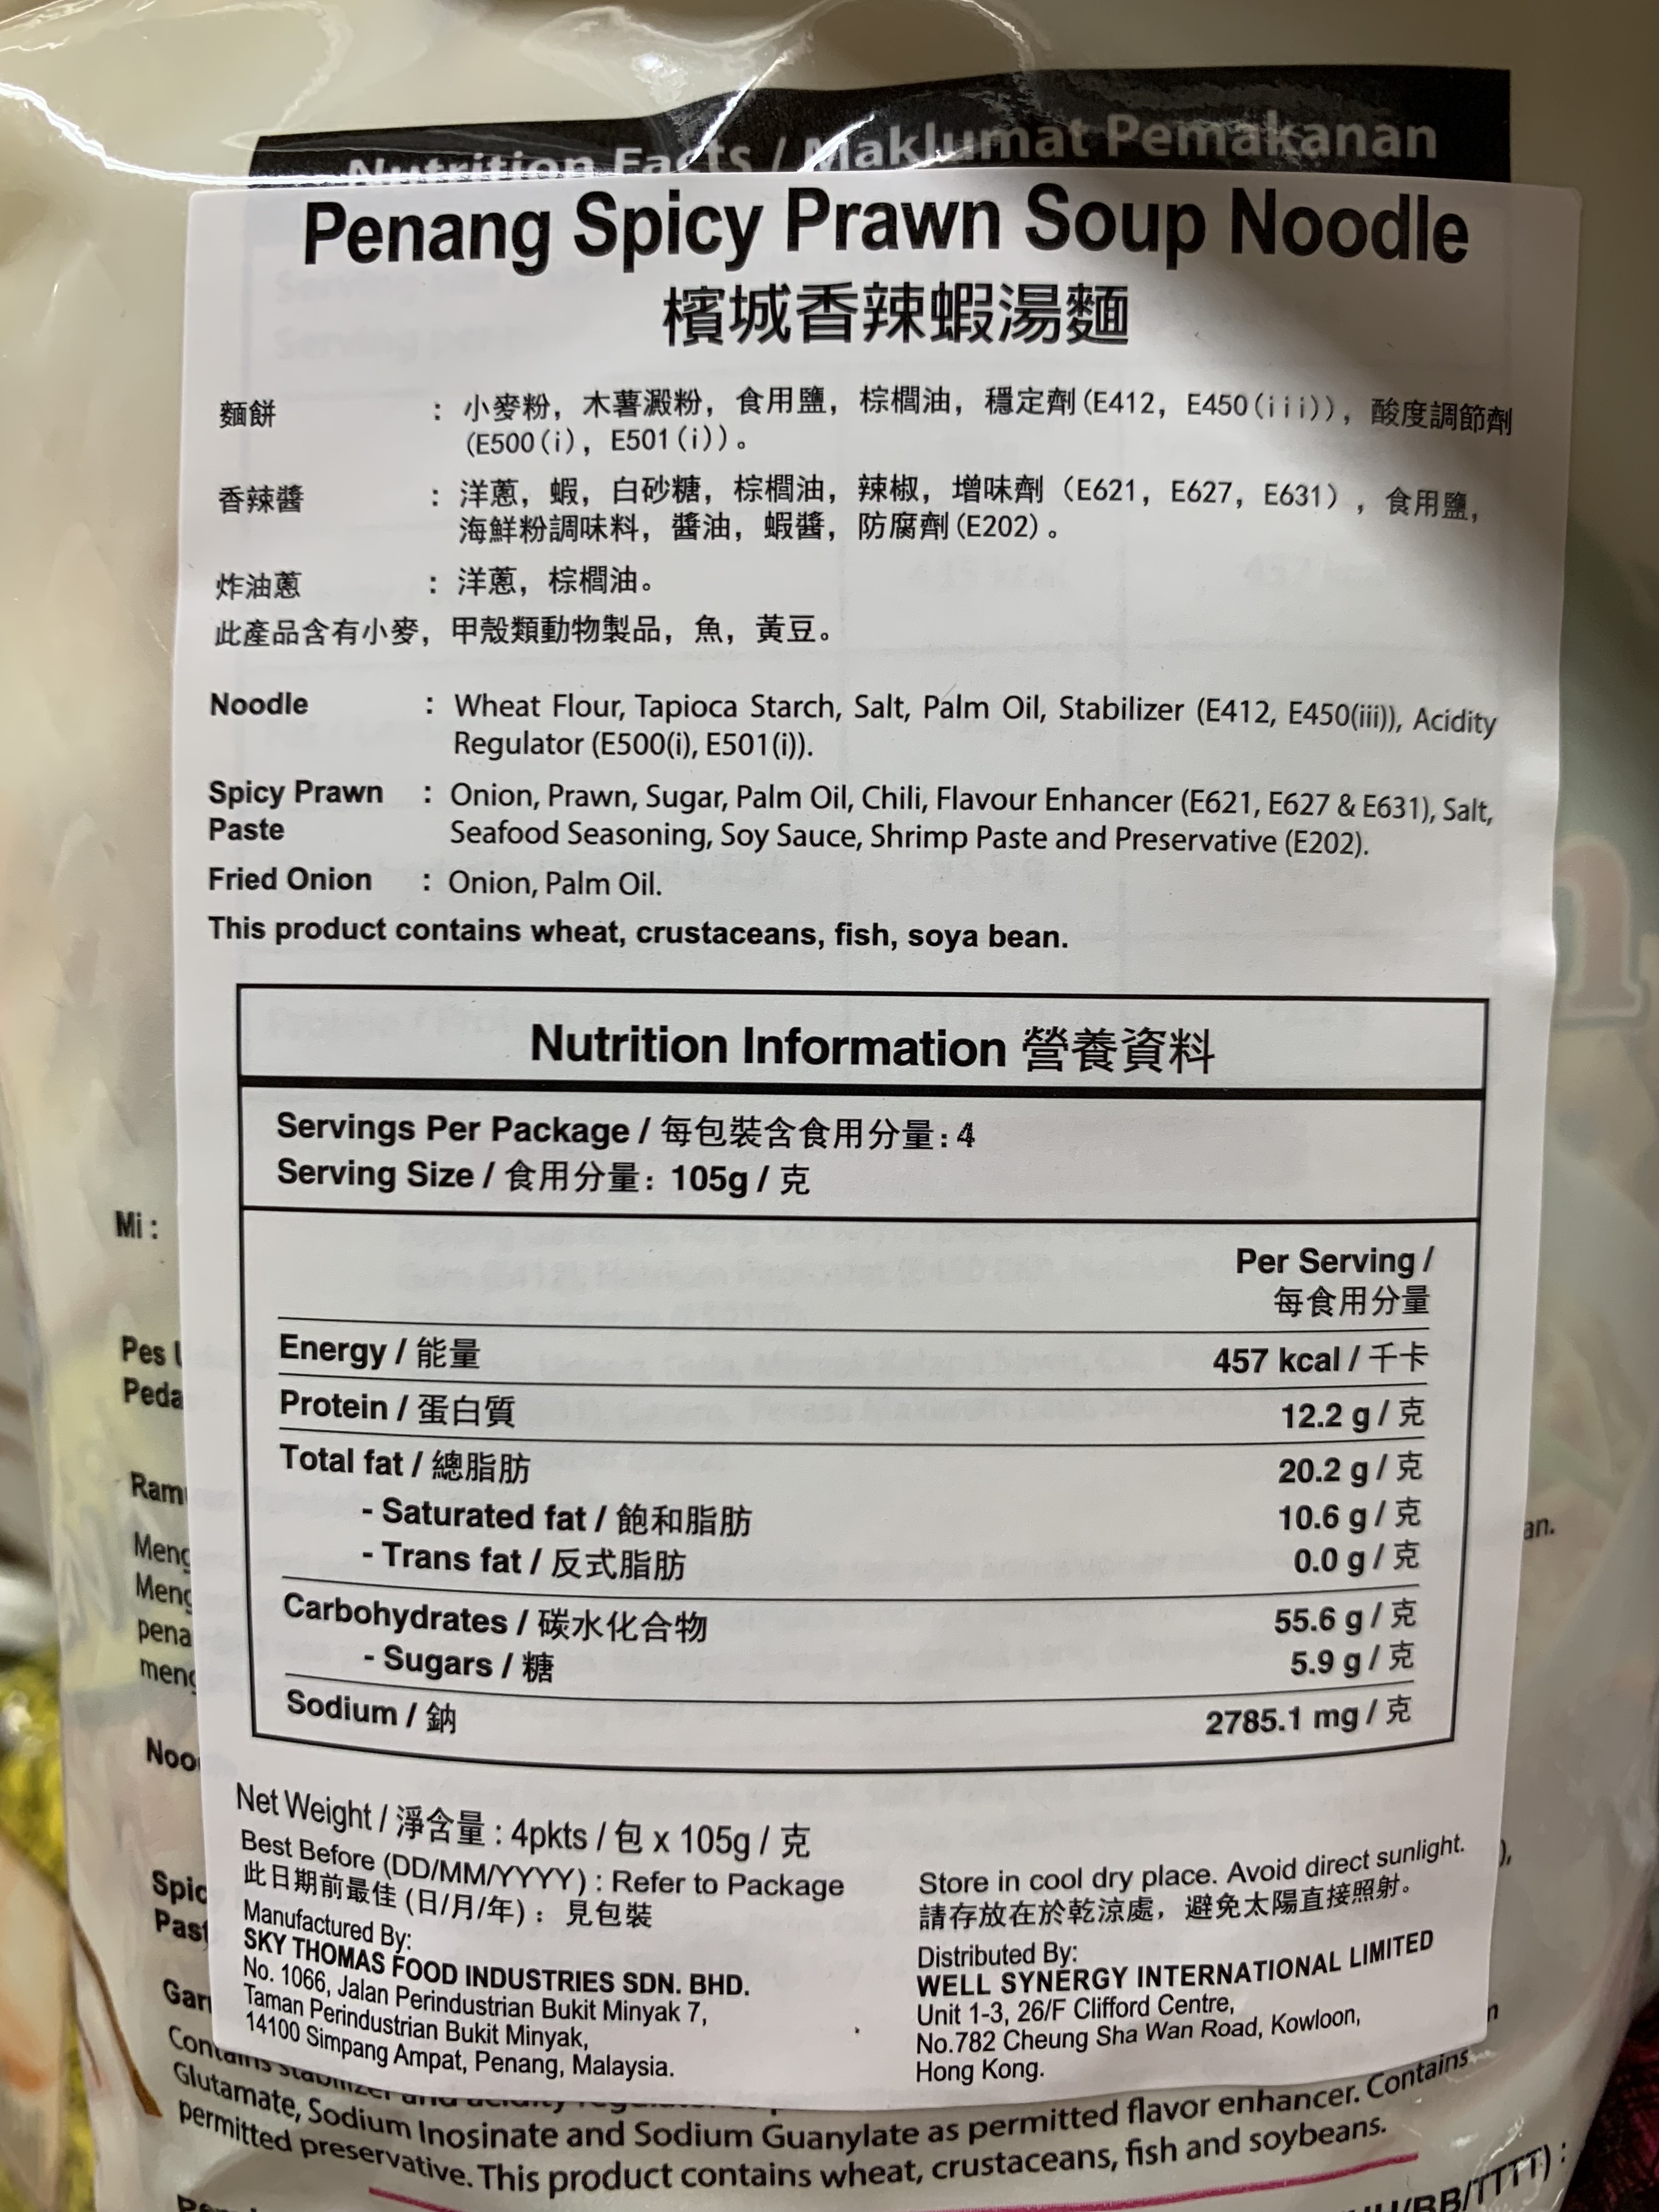 Nutrition Facts / Maklumat Pemakanan
Penang Spicy Prawn Soup Noodle
檳城香辣蝦湯麵
麵餅 : 小麥粉, 木薯澱粉, 食用鹽, 棕櫚油, 穩定劑(E412, E450(iii)), 酸度調節劑
(E500(i), E501(i))。
香辣醬 : 洋蔥, 蝦, 白砂糖, 棕櫚油, 辣椒, 增味劑 (E621, E627, E631) , 食用鹽,
海鮮粉調味料, 醬油, 蝦醬, 防腐劑(E202)。
炸油蔥 : 洋蔥, 棕櫚油。
此產品含有小麥, 甲殼類動物製品, 魚, 黃豆。
Noodle : Wheat Flour, Tapioca Starch, Salt, Palm Oil, Stabilizer (E412, E450(iii)), Acidity
Regulator (E500(i), E501(i)).
Spicy Prawn : Onion, Prawn, Sugar, Palm Oil, Chili, Flavour Enhancer (E621, E627 & E631), Salt,
Paste Seafood Seasoning, Soy Sauce, Shrimp Paste and Preservative (E202).
Fried Onion : Onion, Palm Oil.
This product contains wheat, crustaceans, fish, soya bean.
Nutrition Information 營養資料
Servings Per Package / 每包裝含食用分量: 4
Serving Size / 食用分量: 105g / 克
Per Serving /
每食用分量
Energy / 能量 457 kcal / 千卡
Protein / 蛋白質 12.2 g / 克
Total fat / 總脂肪 20.2 g / 克
- Saturated fat / 飽和脂肪 10.6 g / 克
- Trans fat / 反式脂肪 0.0 g / 克
Carbohydrates / 碳水化合物 55.6 g / 克
- Sugars / 糖 5.9 g / 克
Sodium / 鈉 2785.1 mg / 克
Net Weight / 淨含量 : 4pkts / 包 x 105g / 克
Best Before (DD/MM/YYYY) : Refer to Package
此日期前最佳 (日/月/年) : 見包裝
Manufactured By:
SKY THOMAS FOOD INDUSTRIES SDN. BHD.
No. 1066, Jalan Perindustrian Bukit Minyak 7,
Taman Perindustrian Bukit Minyak,
14100 Simpang Ampat, Penang, Malaysia.
Store in cool dry place. Avoid direct sunlight.
請存放在於乾涼處, 避免太陽直接照射。
Distributed By:
WELL SYNERGY INTERNATIONAL LIMITED
Unit 1-3, 26/F Clifford Centre,
No.782 Cheung Sha Wan Road, Kowloon,
Hong Kong.
Mi :
Pes
Peda
Ram
Meng
Meng
pena
meng
Noo
Spic
Past
Gar
an.
Contains stabilizer and acidity
Glutamate, Sodium Inosinate and Sodium Guanylate as permitted flavor enhancer. Contains
permitted preservative. This product contains wheat, crustaceans, fish and soybeans.
/BB/TTTT) :